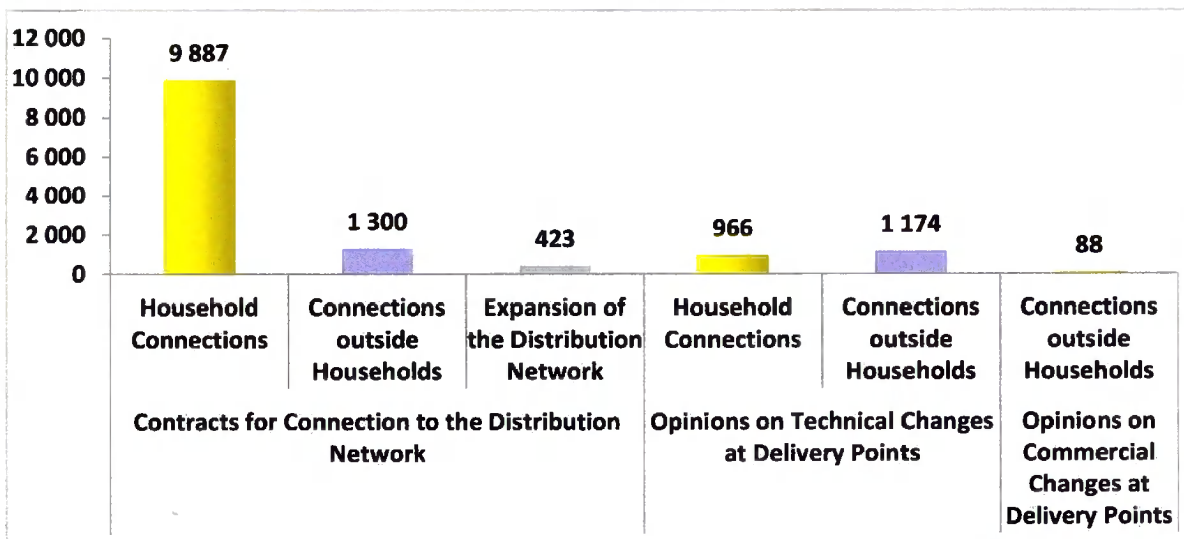 12 000
10 000
8 000
6 000
4 000
2 000
0
9 887
1 300
423
966
1 174
88
Household
Connections
Connections
outside
Households
Expansion of
the Distribution
Network
Household
Connections
Connections
outside
Households
Connections
outside
Households
Contracts for Connection to the Distribution
Network
Opinions on Technical Changes
at Delivery Points
Opinions on
Commercial
Changes at
Delivery Points